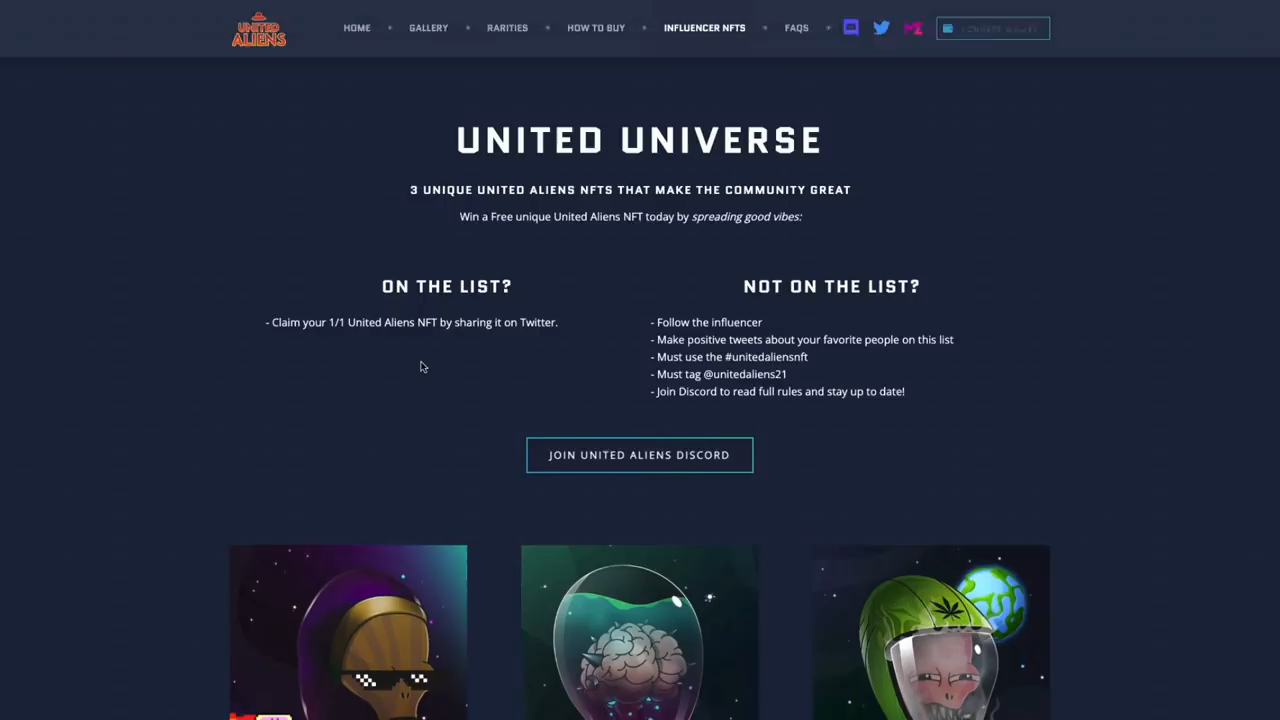 UNITED
ALIENS
HOME
GALLERY
RARITIES
HOW TO BUY
INFLUENCER NFTS
FAQS
UNITED UNIVERSE
3 UNIQUE UNITED ALIENS NFTS THAT MAKE THE COMMUNITY GREAT
Win a Free unique United Aliens NFT today by spreading good vibes:
ON THE LIST?
- Claim your 1/1 United Aliens NFT by sharing it on Twitter.
NOT ON THE LIST?
- Follow the influencer
- Make positive tweets about your favorite people on this list
- Must use the #unitedaliensnft
- Must tag @unitedaliens21
- Join Discord to read full rules and stay up to date!
JOIN UNITED ALIENS DISCORD